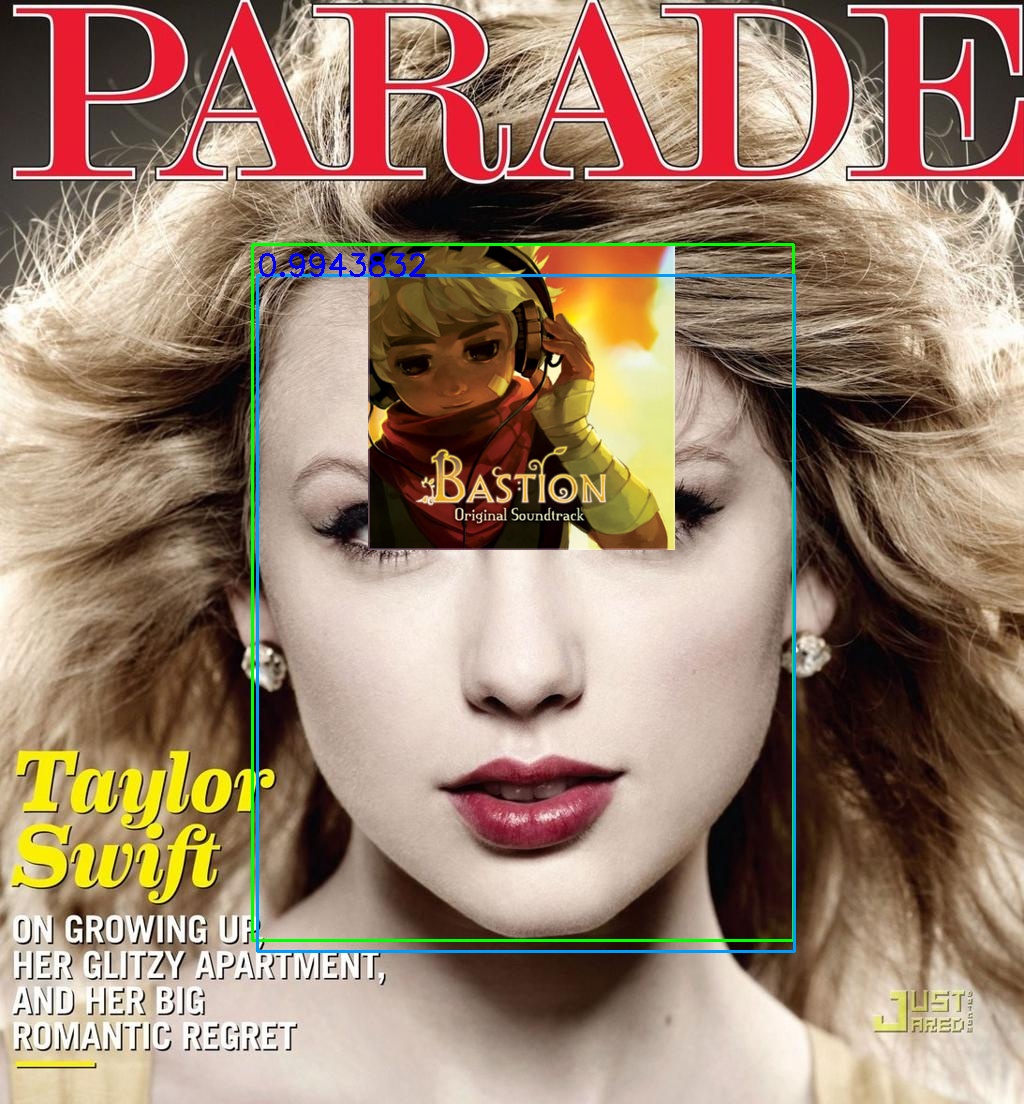 PARADE
0.9943832
BASTION
Original Soundtrack
Taylor
Swift
ON GROWING UP,
HER GLITZY APARTMENT,
AND HER BIG
ROMANTIC REGRET
JUST
JARED